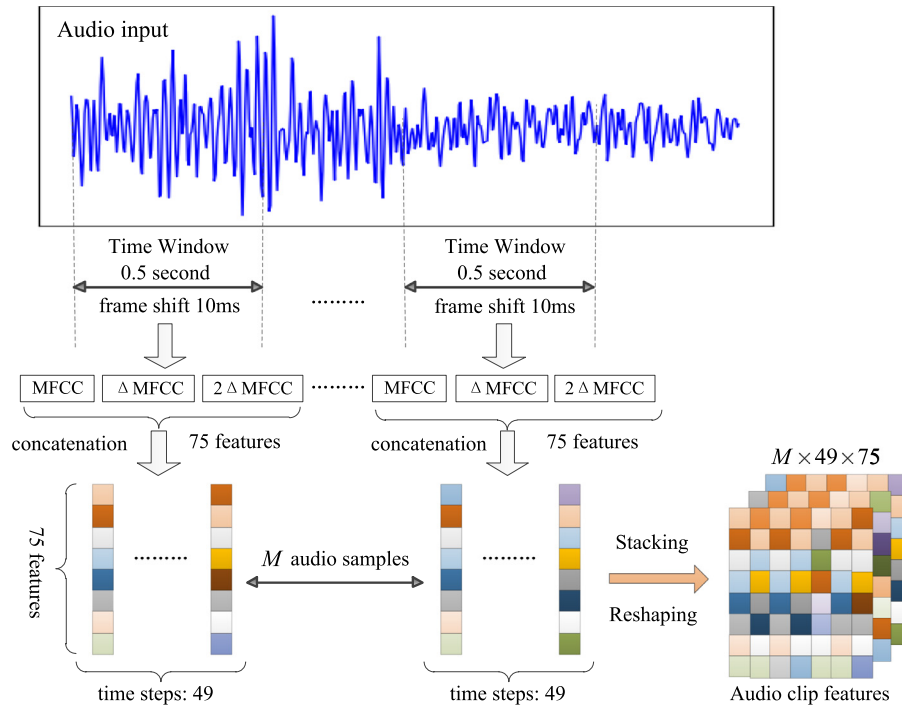 Audio input
Time Window
0.5 second
frame shift 10ms
Time Window
0.5 second
frame shift 10ms
.........
MFCC
Δ MFCC
2 Δ MFCC
.........
MFCC
Δ MFCC
2 Δ MFCC
concatenation
75 features
concatenation
75 features
75 features
.........
M audio samples
.........
time steps: 49
time steps: 49
Stacking
Reshaping
M × 49 × 75
Audio clip features